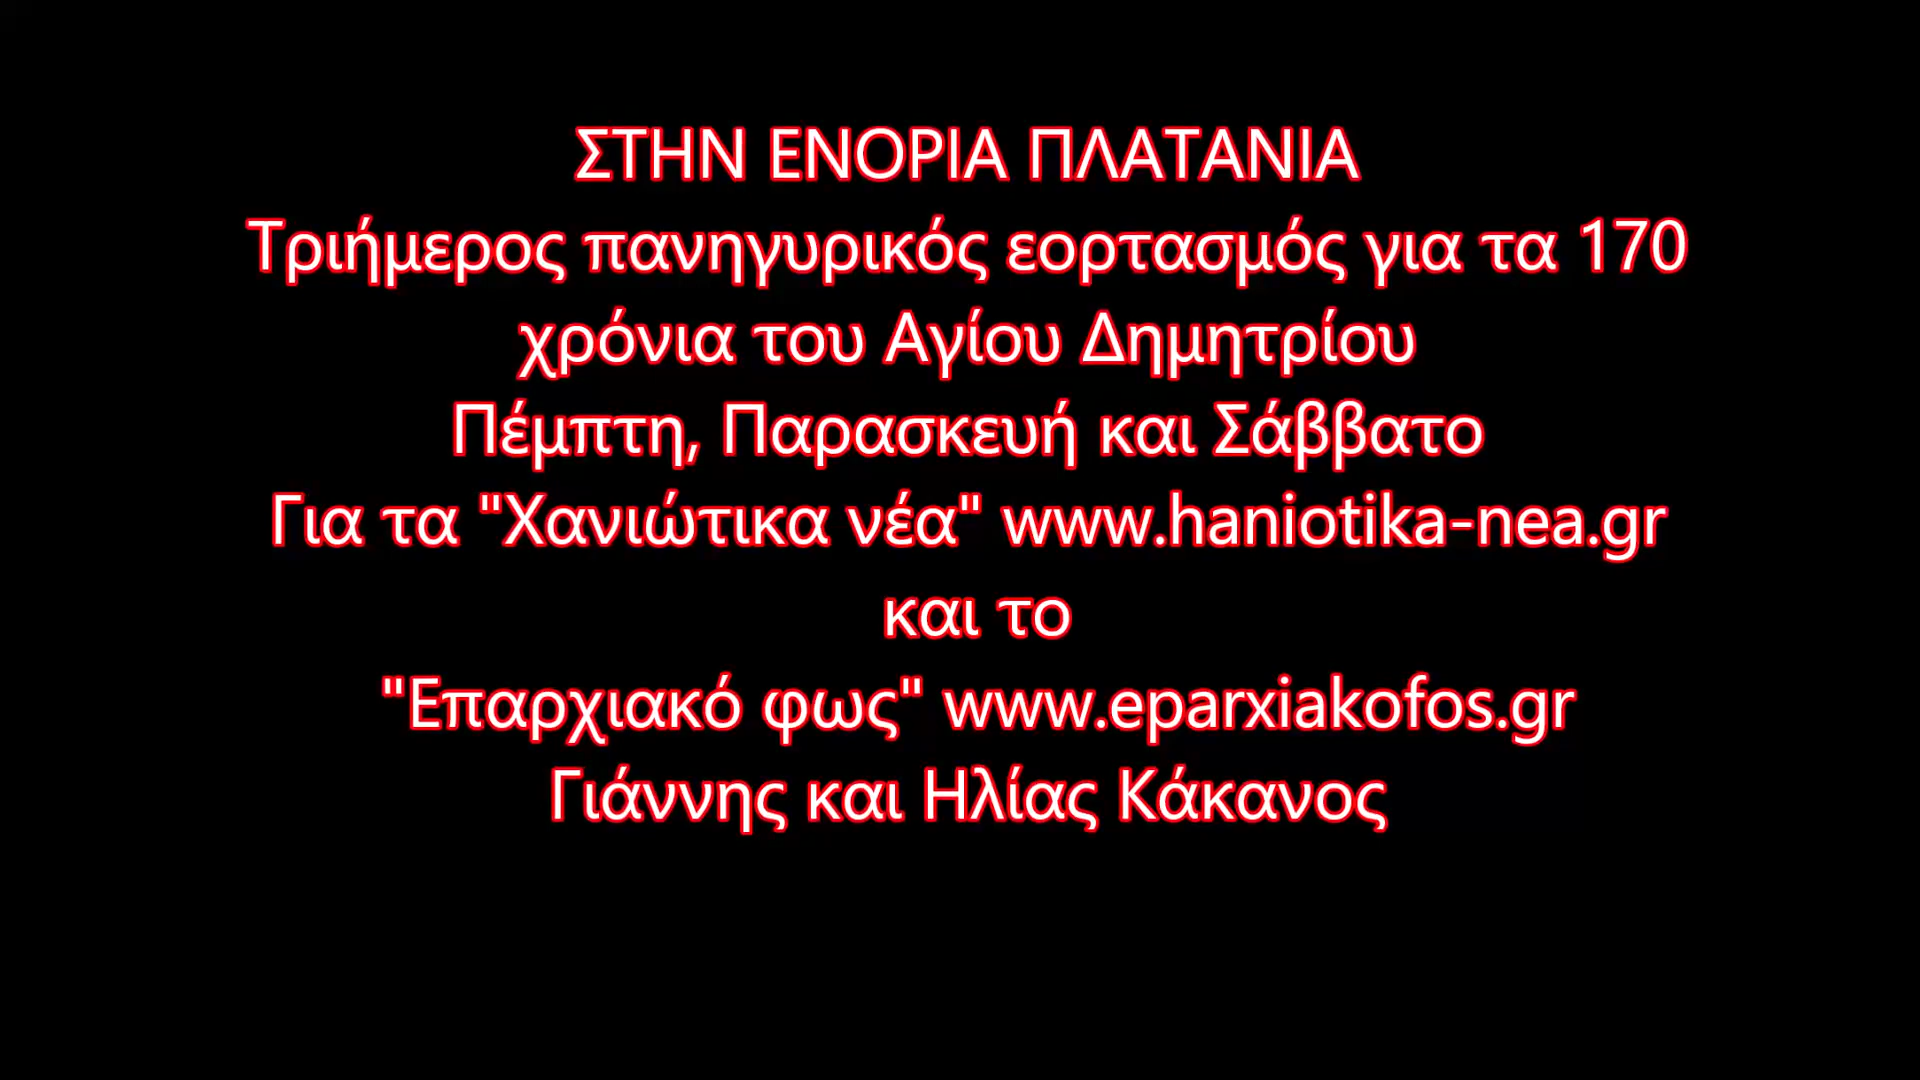 ΣΤΗΝ ΕΝΟΡΙΑ ΠΛΑΤΑΝΙΑ
Τριήμερος πανηγυρικός εορτασμός για τα 170
χρόνια του Αγίου Δημητρίου
Πέμπτη, Παρασκευή και Σάββατο
Για τα "Χανιώτικα νέα" www.haniotika-nea.gr
και το
"Επαρχιακό φως" www.eparxiakofos.gr
Γιάννης και Ηλίας Κάκανος